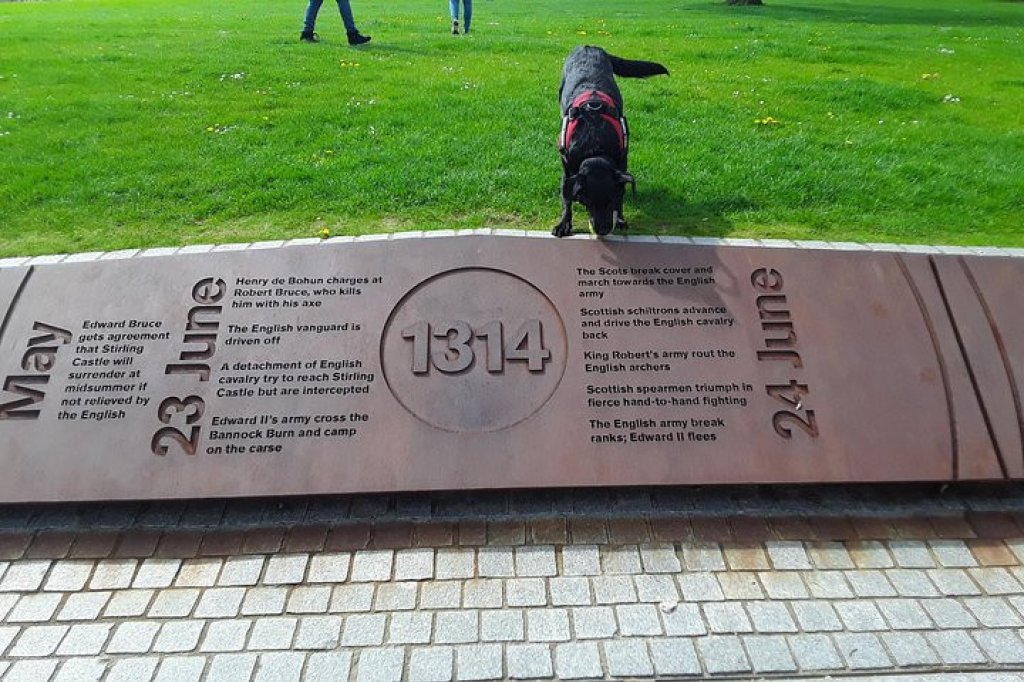 May
Edward Bruce
gets agreement
that Stirling
Castle will
surrender at
midsummer if
not relieved by
the English
23 June
Henry de Bohun charges at
Robert Bruce, who kills
him with his axe
The English vanguard is
driven off
A detachment of English
cavalry try to reach Stirling
Castle but are intercepted
Edward II's army cross the
Bannock Burn and camp
on the carse
1314
The Scots break cover and
march towards the English
army
Scottish schiltrons advance
and drive the English cavalry
back
King Robert's army rout the
English archers
Scottish spearmen triumph in
fierce hand-to-hand fighting
The English army break
ranks; Edward II flees
24 June